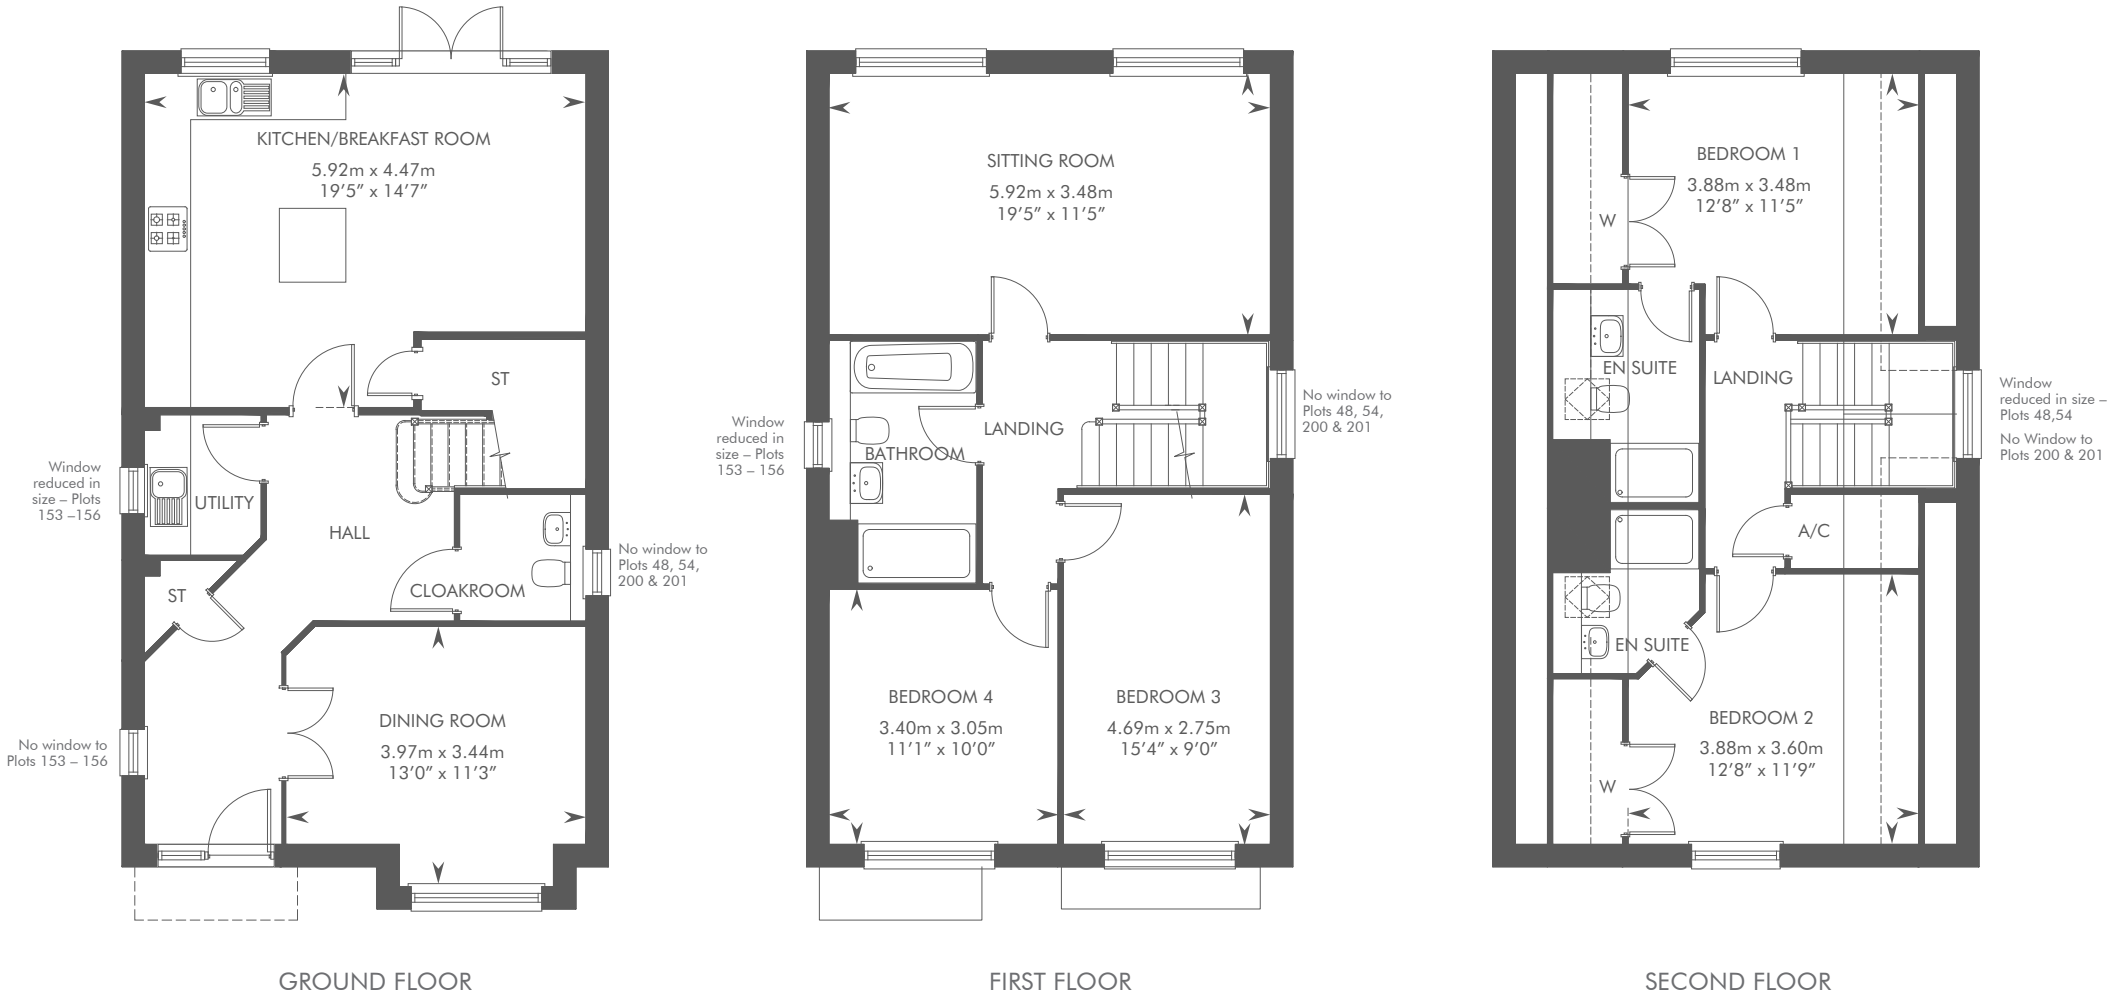 KITCHEN/BREAKFAST ROOM
5.92m x 4.47m
19’5” x 14’7”
ST
Window
reduced in
size – Plots
153 –156
UTILITY
HALL
No window to
Plots 48, 54,
200 & 201
CLOAKROOM
ST
DINING ROOM
3.97m x 3.44m
13’0” x 11’3”
No window to
Plots 153 – 156
GROUND FLOOR
SITTING ROOM
5.92m x 3.48m
19’5” x 11’5”
No window to
Plots 48, 54,
200 & 201
Window
reduced in
size – Plots
153 – 156
LANDING
BATHROOM
BEDROOM 4
3.40m x 3.05m
11’1” x 10’0”
BEDROOM 3
4.69m x 2.75m
15’4” x 9’0”
FIRST FLOOR
BEDROOM 1
3.88m x 3.48m
12’8” x 11’5”
W
EN SUITE
LANDING
Window
reduced in size –
Plots 48,54
No Window to
Plots 200 & 201
A/C
EN SUITE
BEDROOM 2
3.88m x 3.60m
12’8” x 11’9”
W
SECOND FLOOR